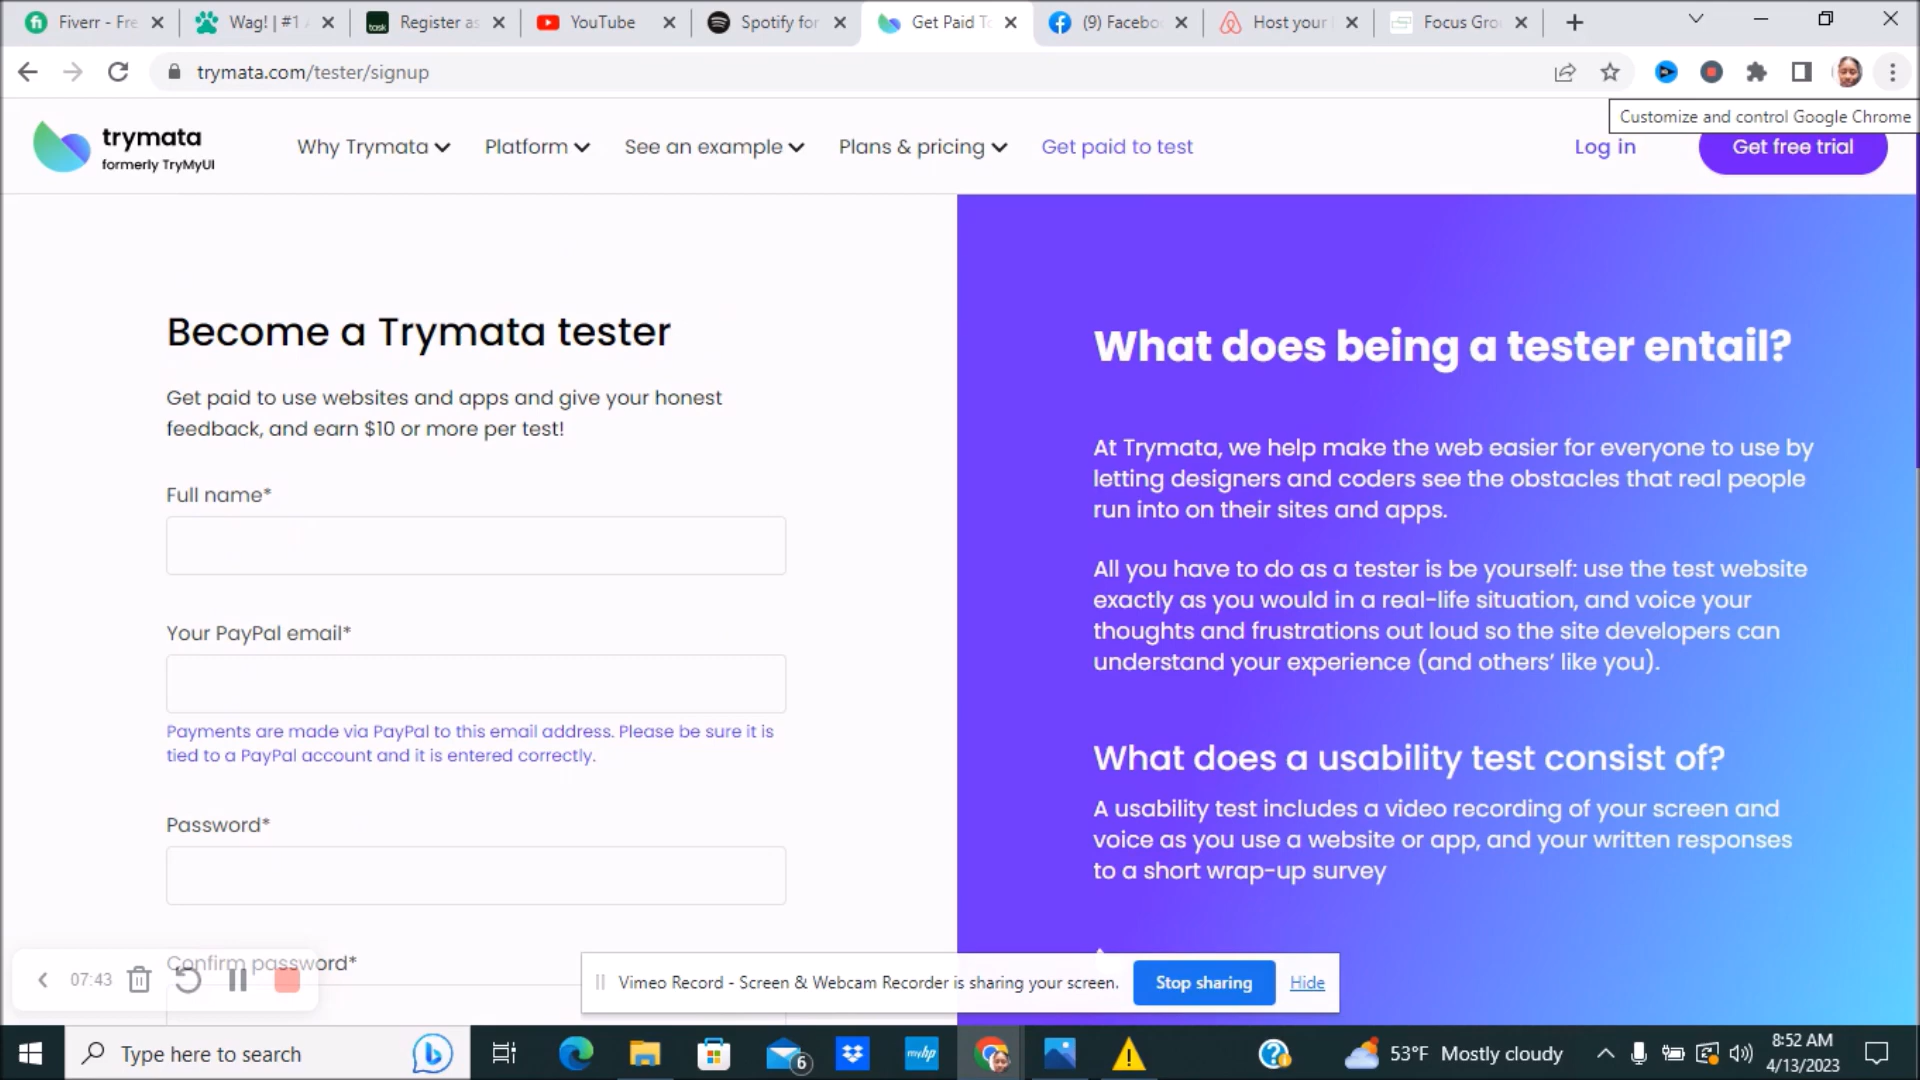 Fiverr - Fre
Wag! | #1
Register as
YouTube
Spotify for
Get Paid To
(9) Facebo
Host your
Focus Gro
trymata.com/tester/signup
Customize and control Google Chrome
trymata
formerly TryMyUI
Why Trymata
Platform
See an example
Plans & pricing
Get paid to test
Log in
Get free trial
Become a Trymata tester
Get paid to use websites and apps and give your honest
feedback, and earn $10 or more per test!
Full name*
Your PayPal email*
Payments are made via PayPal to this email address. Please be sure it is
tied to a PayPal account and it is entered correctly.
Password*
Confirm password*
What does being a tester entail?
At Trymata, we help make the web easier for everyone to use by
letting designers and coders see the obstacles that real people
run into on their sites and apps.
All you have to do as a tester is be yourself: use the test website
exactly as you would in a real-life situation, and voice your
thoughts and frustrations out loud so the site developers can
understand your experience (and others' like you).
What does a usability test consist of?
A usability test includes a video recording of your screen and
voice as you use a website or app, and your written responses
to a short wrap-up survey
07:43
Vimeo Record - Screen & Webcam Recorder is sharing your screen.
Stop sharing
Hide
Type here to search
6
myhp
53°F Mostly cloudy
8:52 AM
4/13/2023